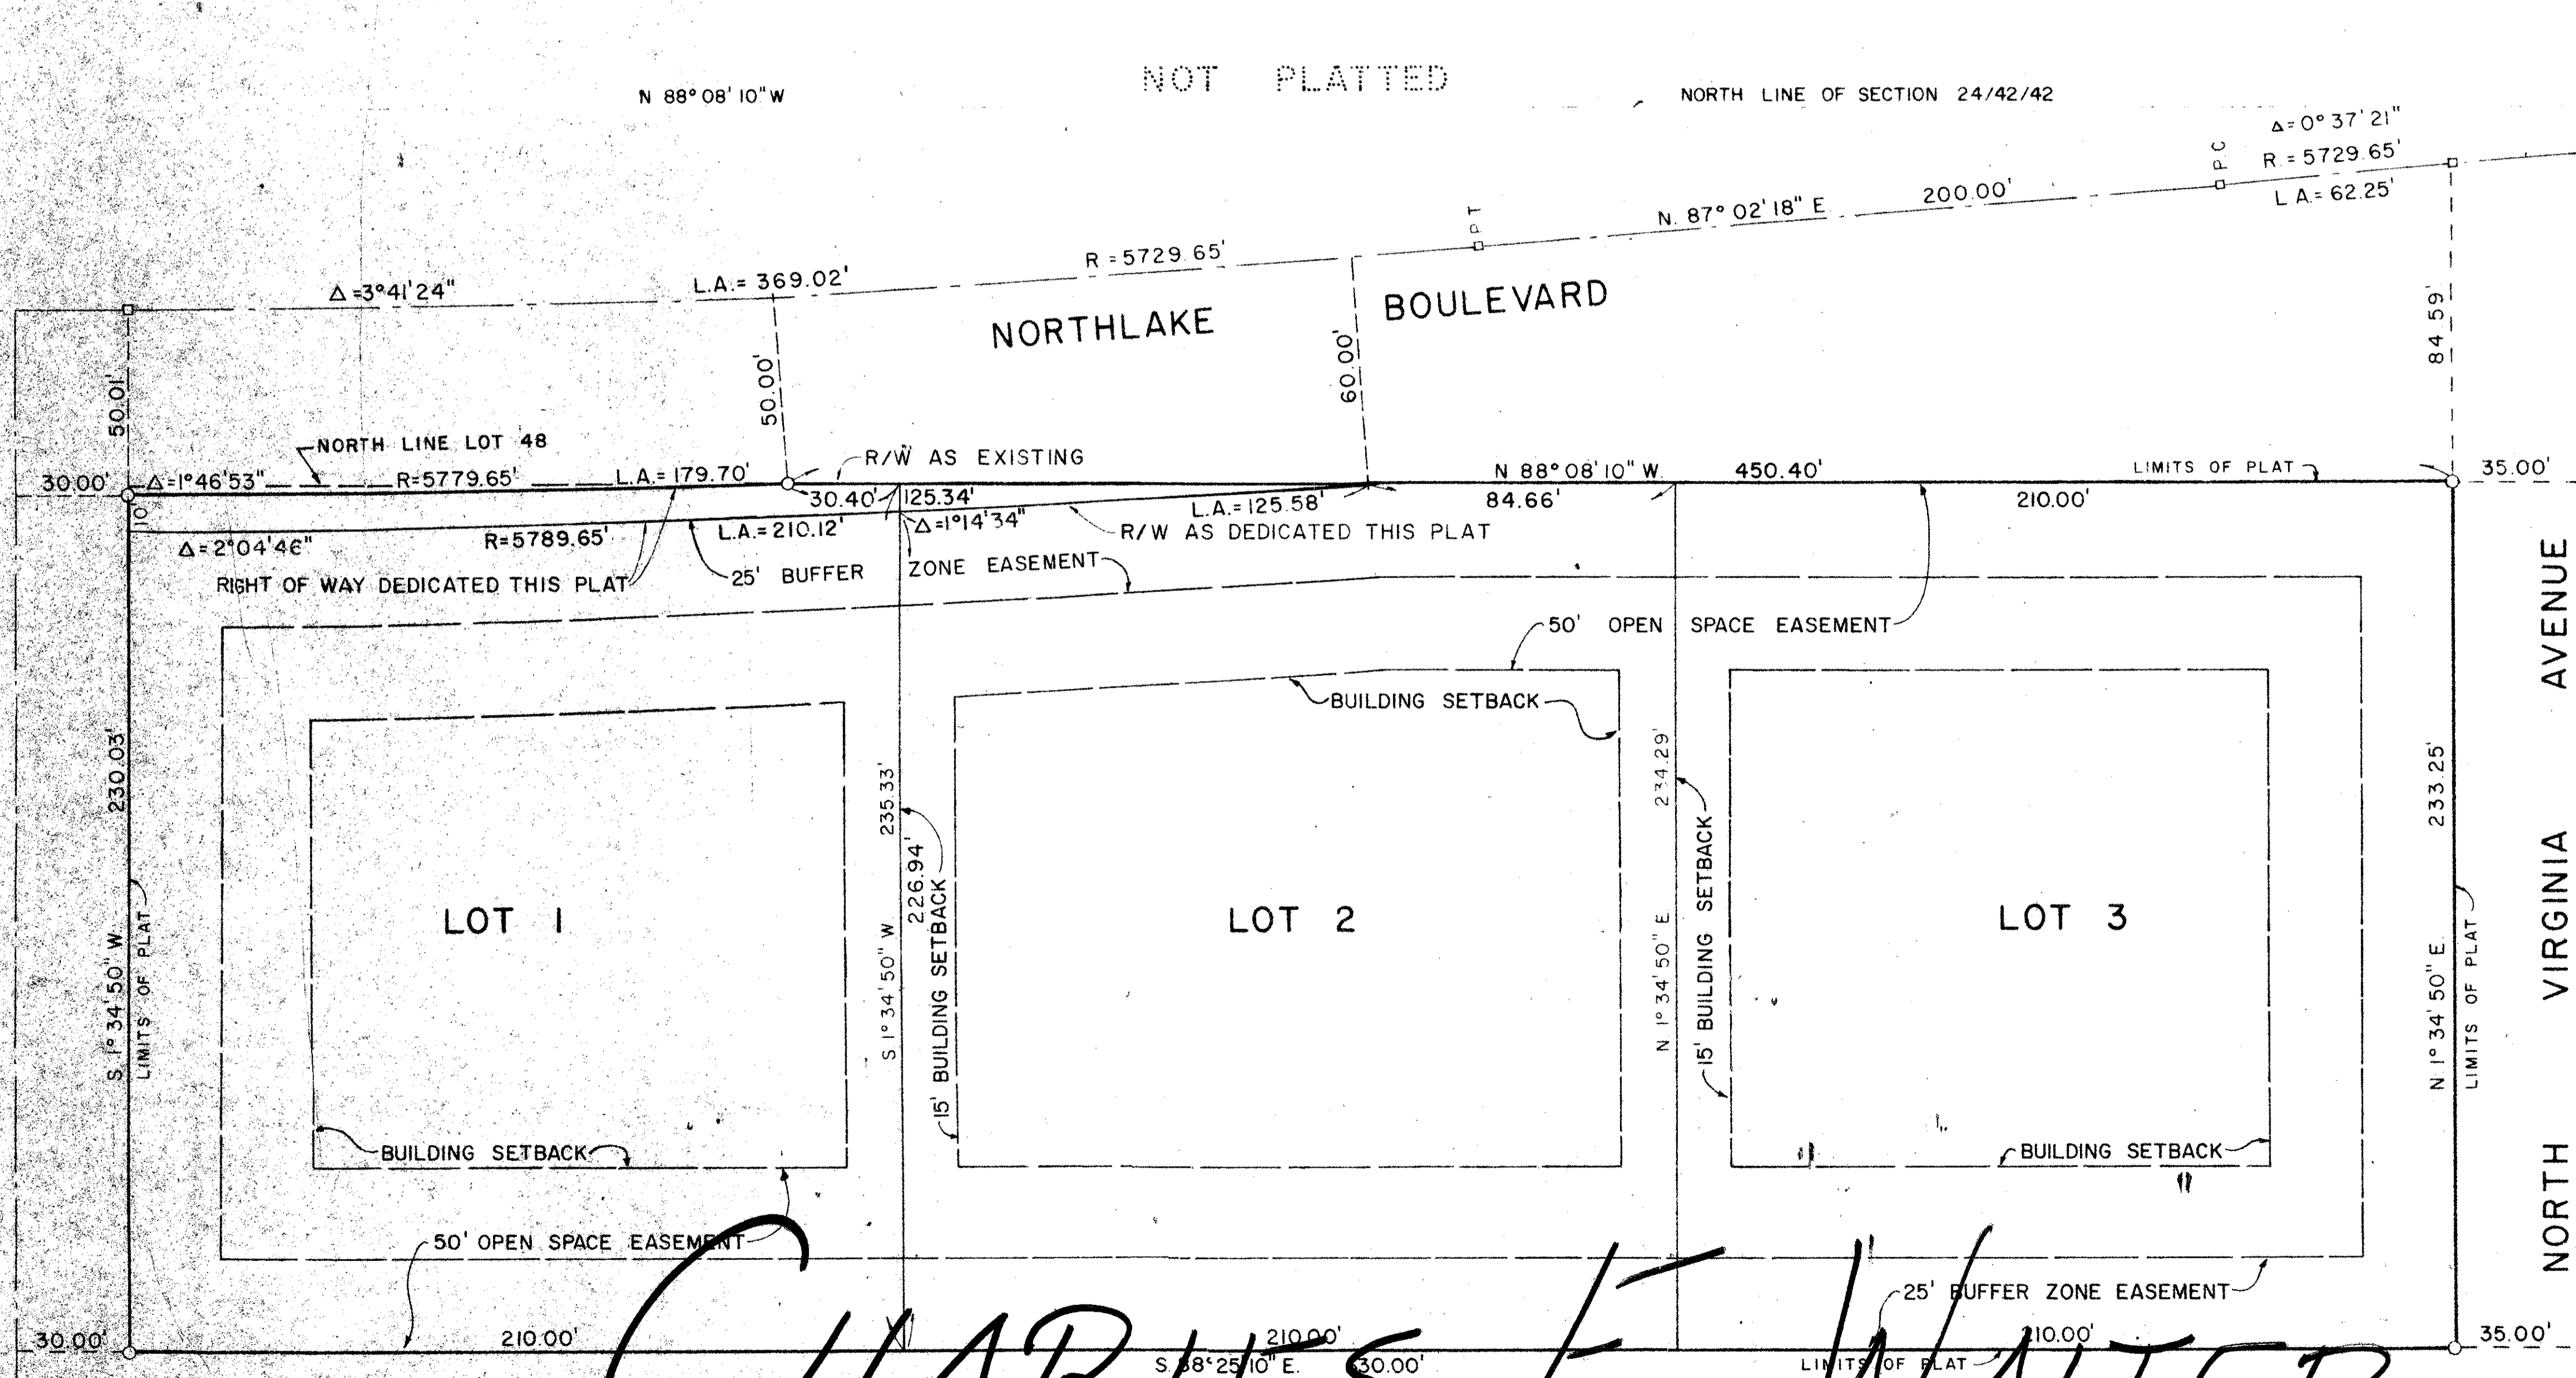 NOT PLATTED
N 88° 08' 10" W
NORTH LINE OF SECTION 24/42/42
Δ = 0° 37' 21"
R = 5729.65'
L.A. = 62.25'
P C
200.00'
N. 87° 02' 18" E.
P T
R = 5729.65'
L.A. = 369.02'
Δ = 3°41'24"
NORTHLAKE BOULEVARD
50.01'
50.00'
60.00'
84.59'
NORTH LINE LOT 48
R/W AS EXISTING
30.00'
Δ = 1°46'53"
R=5779.65'
L.A. = 179.70'
N 88° 08' 10" W.
450.40'
LIMITS OF PLAT
35.00'
10'
30.40'
125.34'
L.A. = 125.58'
84.66'
210.00'
Δ = 2°04'46"
R=5789.65'
L.A. = 210.12'
Δ = 1°14'34"
R/W AS DEDICATED THIS PLAT
RIGHT OF WAY DEDICATED THIS PLAT
25' BUFFER ZONE EASEMENT
50' OPEN SPACE EASEMENT
BUILDING SETBACK
230.03'
S. 1° 34' 50" W.
LIMITS OF PLAT
LOT 1
235.33'
226.94'
S. 1° 34' 50" W
15' BUILDING SETBACK
LOT 2
234.29'
N 1° 34' 50" E
15' BUILDING SETBACK
LOT 3
233.25'
N. 1° 34' 50" E.
LIMITS OF PLAT
NORTH VIRGINIA AVENUE
BUILDING SETBACK
BUILDING SETBACK
50' OPEN SPACE EASEMENT
25' BUFFER ZONE EASEMENT
30.00'
210.00'
210.00'
210.00'
35.00'
S. 88° 25' 10" E.
630.00'
LIMITS OF PLAT